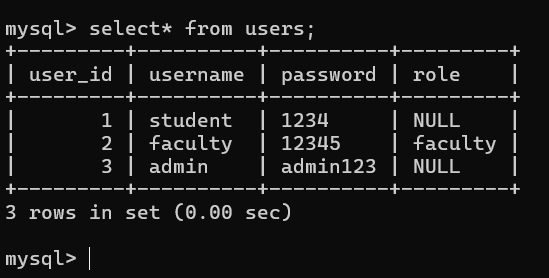 mysql> select* from users;
+---------+----------+----------+---------+
| user_id | username | password | role    |
+---------+----------+----------+---------+
|       1 | student  | 1234     | NULL    |
|       2 | faculty  | 12345    | faculty |
|       3 | admin    | admin123 | NULL    |
+---------+----------+----------+---------+
3 rows in set (0.00 sec)
mysql>